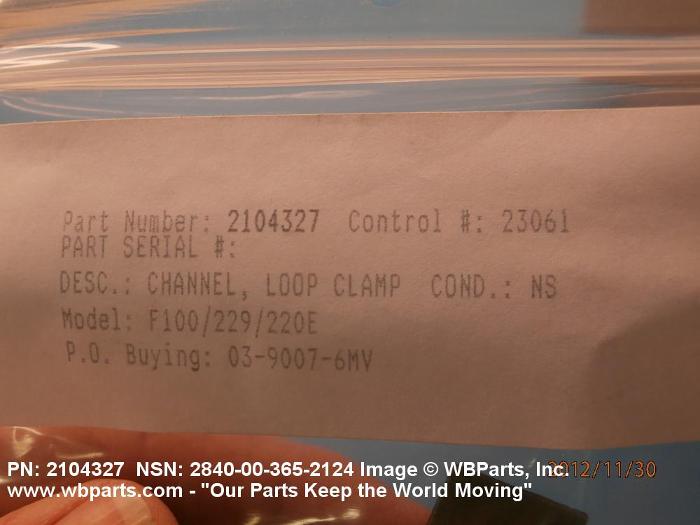 Part Number: 2104327 Control #: 23061
PART SERIAL #:
DESC.: CHANNEL, LOOP CLAMP COND.: NS
Model: F100/229/220E
P.O. Buying: 03-9007-6MV
PN: 2104327 NSN: 2840-00-365-2124 Image © WBParts, Inc.
2012/11/30
www.wbparts.com - "Our Parts Keep the World Moving"